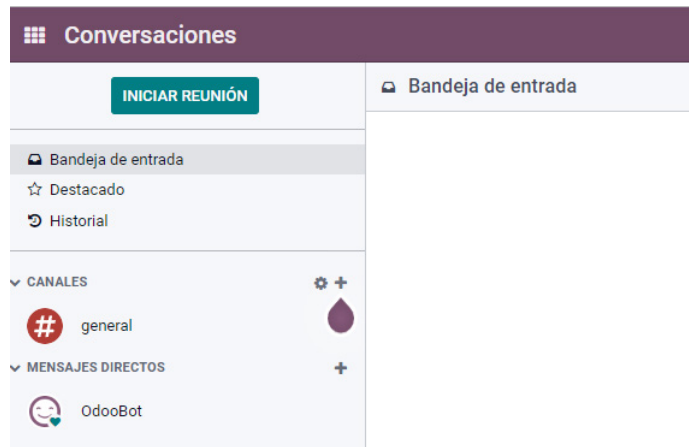 Conversaciones
INICIAR REUNIÓN
Bandeja de entrada
Bandeja de entrada
Destacado
Historial
CANALES
general
MENSAJES DIRECTOS
OdooBot